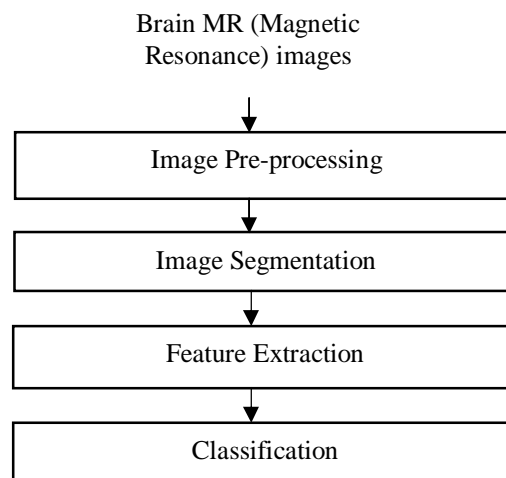 Brain MR (Magnetic
Resonance) images
Image Pre-processing
Image Segmentation
Feature Extraction
Classification